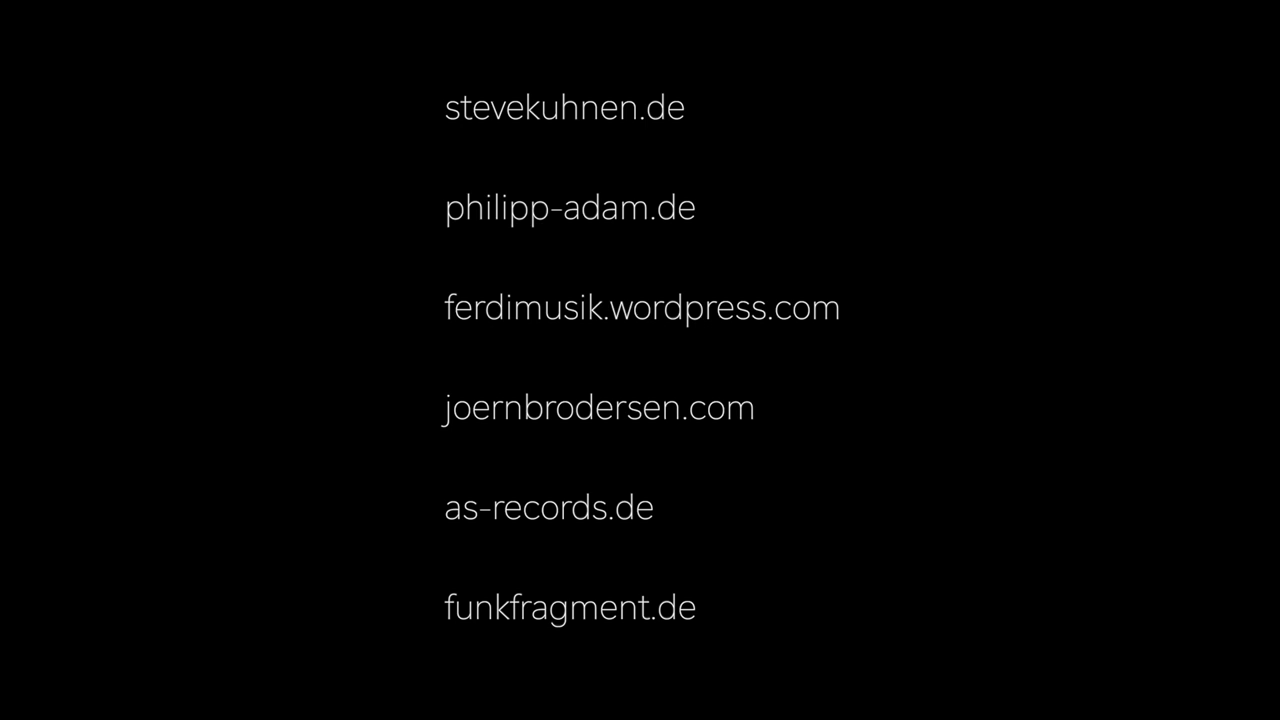 stevekuhnen.de
philipp-adam.de
ferdimusik.wordpress.com
joernbrodersen.com
as-records.de
funkfragment.de